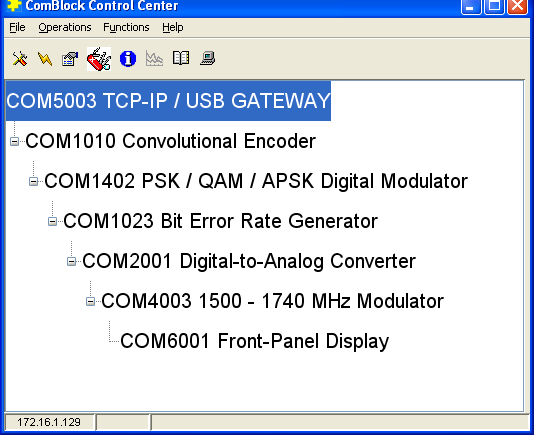 ComBlock Control Center
File Operations Functions Help
COM5003 TCP-IP / USB GATEWAY
COM1010 Convolutional Encoder
COM1402 PSK / QAM / APSK Digital Modulator
COM1023 Bit Error Rate Generator
COM2001 Digital-to-Analog Converter
COM4003 1500 - 1740 MHz Modulator
COM6001 Front-Panel Display
172.16.1.129